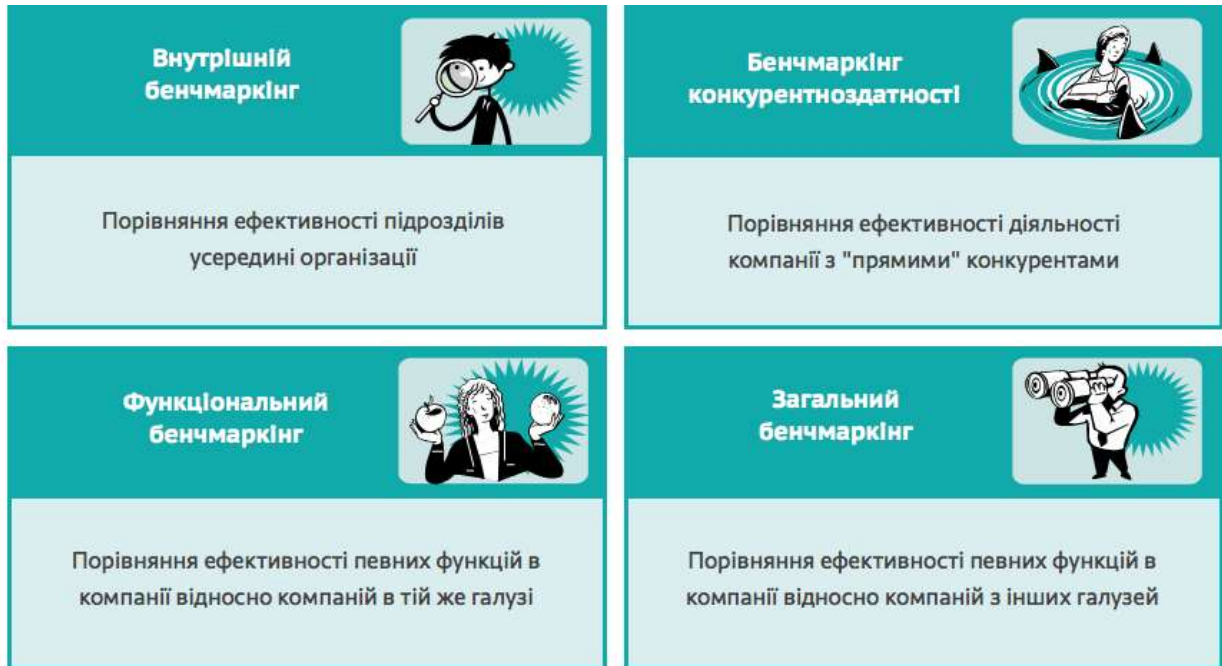 Внутрішній
бенчмаркінг
Порівняння ефективності підрозділів
усередині організації
Бенчмаркінг
конкурентноздатності
Порівняння ефективності діяльності
компанії з "прямими" конкурентами
Функціональний
бенчмаркінг
Порівняння ефективності певних функцій в
компанії відносно компаній в тій же галузі
Загальний
бенчмаркінг
Порівняння ефективності певних функцій в
компанії відносно компаній з інших галузей